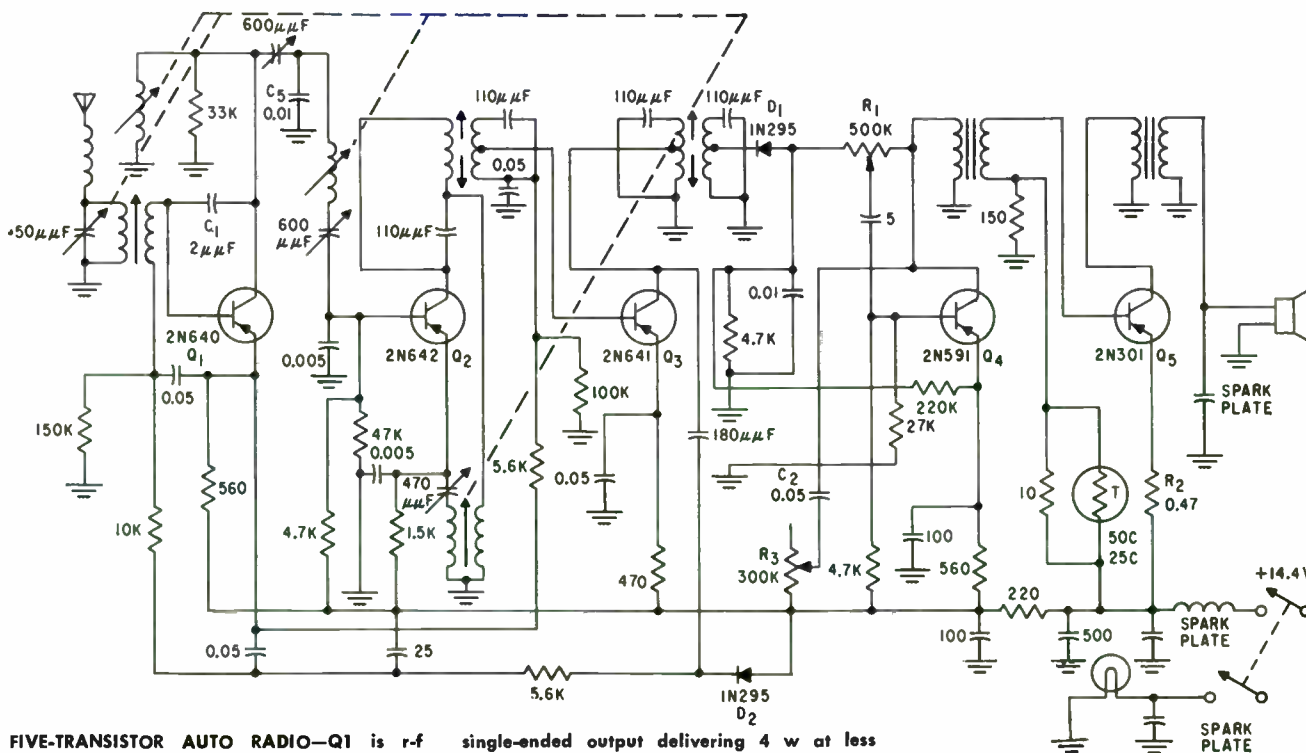 600μμF
33K
C5
0.01
110μμF
110μμF
110μμF
D1
1N295
R1
500K
0.05
150
5
C1
2μμF
600
μμF
110μμF
0.01
4.7K
2N640
Q1
0.05
2N642 Q2
0.005
2N641 Q3
2N591 Q4
2N301 Q5
SPARK
PLATE
150K
560
47K
0.005
470
μμF
100K
180μμF
220K
27K
10K
4.7K
1.5K
5.6K
0.05
C2
0.05
10
T
50C
25C
R2
0.47
470
R3
300K
4.7K
100
560
+14.4V
220
SPARK
PLATE
0.05
25
100
500
5.6K
1N295
D2
SPARK
PLATE
FIVE-TRANSISTOR AUTO RADIO—Q1 is r-f single-ended output delivering 4 w at less